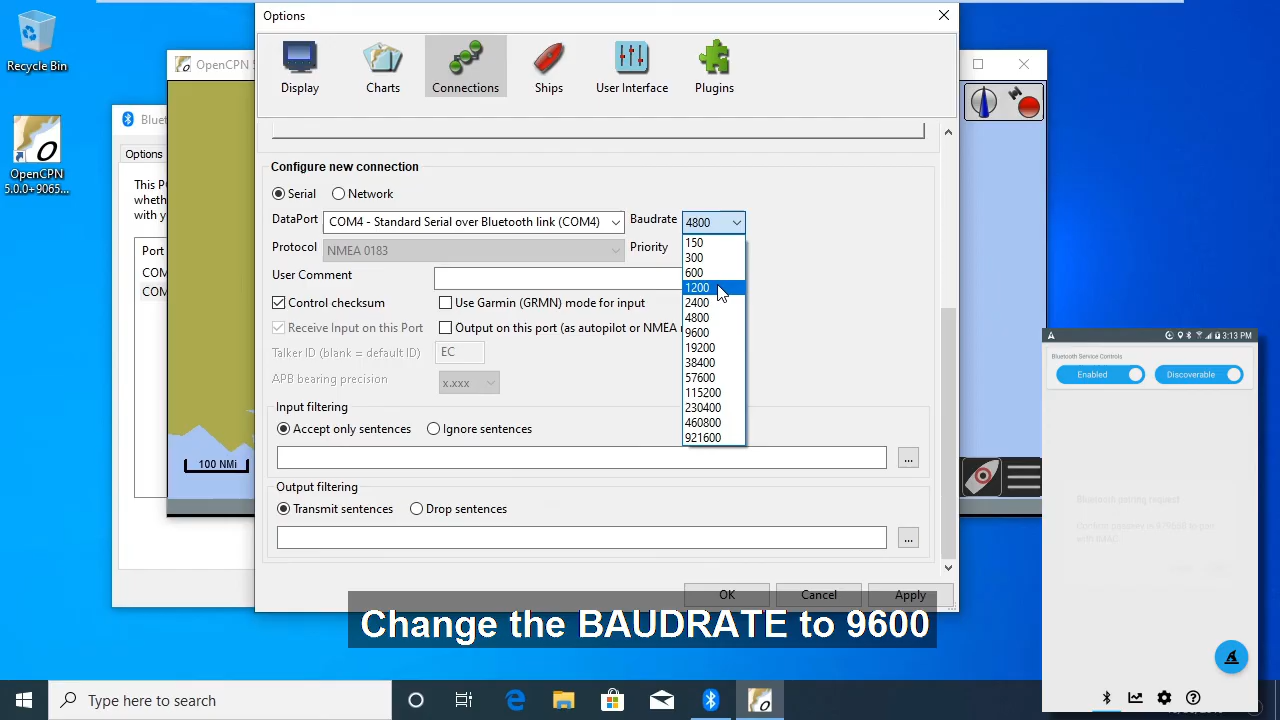 Recycle Bin
OpenCPN
5.0.0+9065...
Options
OpenCPN 5
Display
Charts
Connections
Ships
User Interface
Plugins
Options
This P
wheth
with y
Port
CO
COM
100 NMi
Configure new connection
Serial
Network
DataPort
COM4 - Standard Serial over Bluetooth link (COM4)
Baudrate
4800
Protocol
NMEA 0183
Priority
User Comment
Control checksum
Use Garmin (GRMN) mode for input
Receive Input on this Port
Output on this port (as autopilot or NMEA
Talker ID (blank = default ID)
EC
APB bearing precision
x.xxx
150
300
600
1200
2400
4800
9600
19200
38400
57600
115200
230400
460800
921600
Input filtering
Accept only sentences
Ignore sentences
...
Output filtering
Transmit sentences
Drop sentences
...
OK
Cancel
Apply
Change the BAUDRATE to 9600
A
3:13 PM
Bluetooth Service Controls
Enabled
Discoverable
Bluetooth pairing request
Type here to search